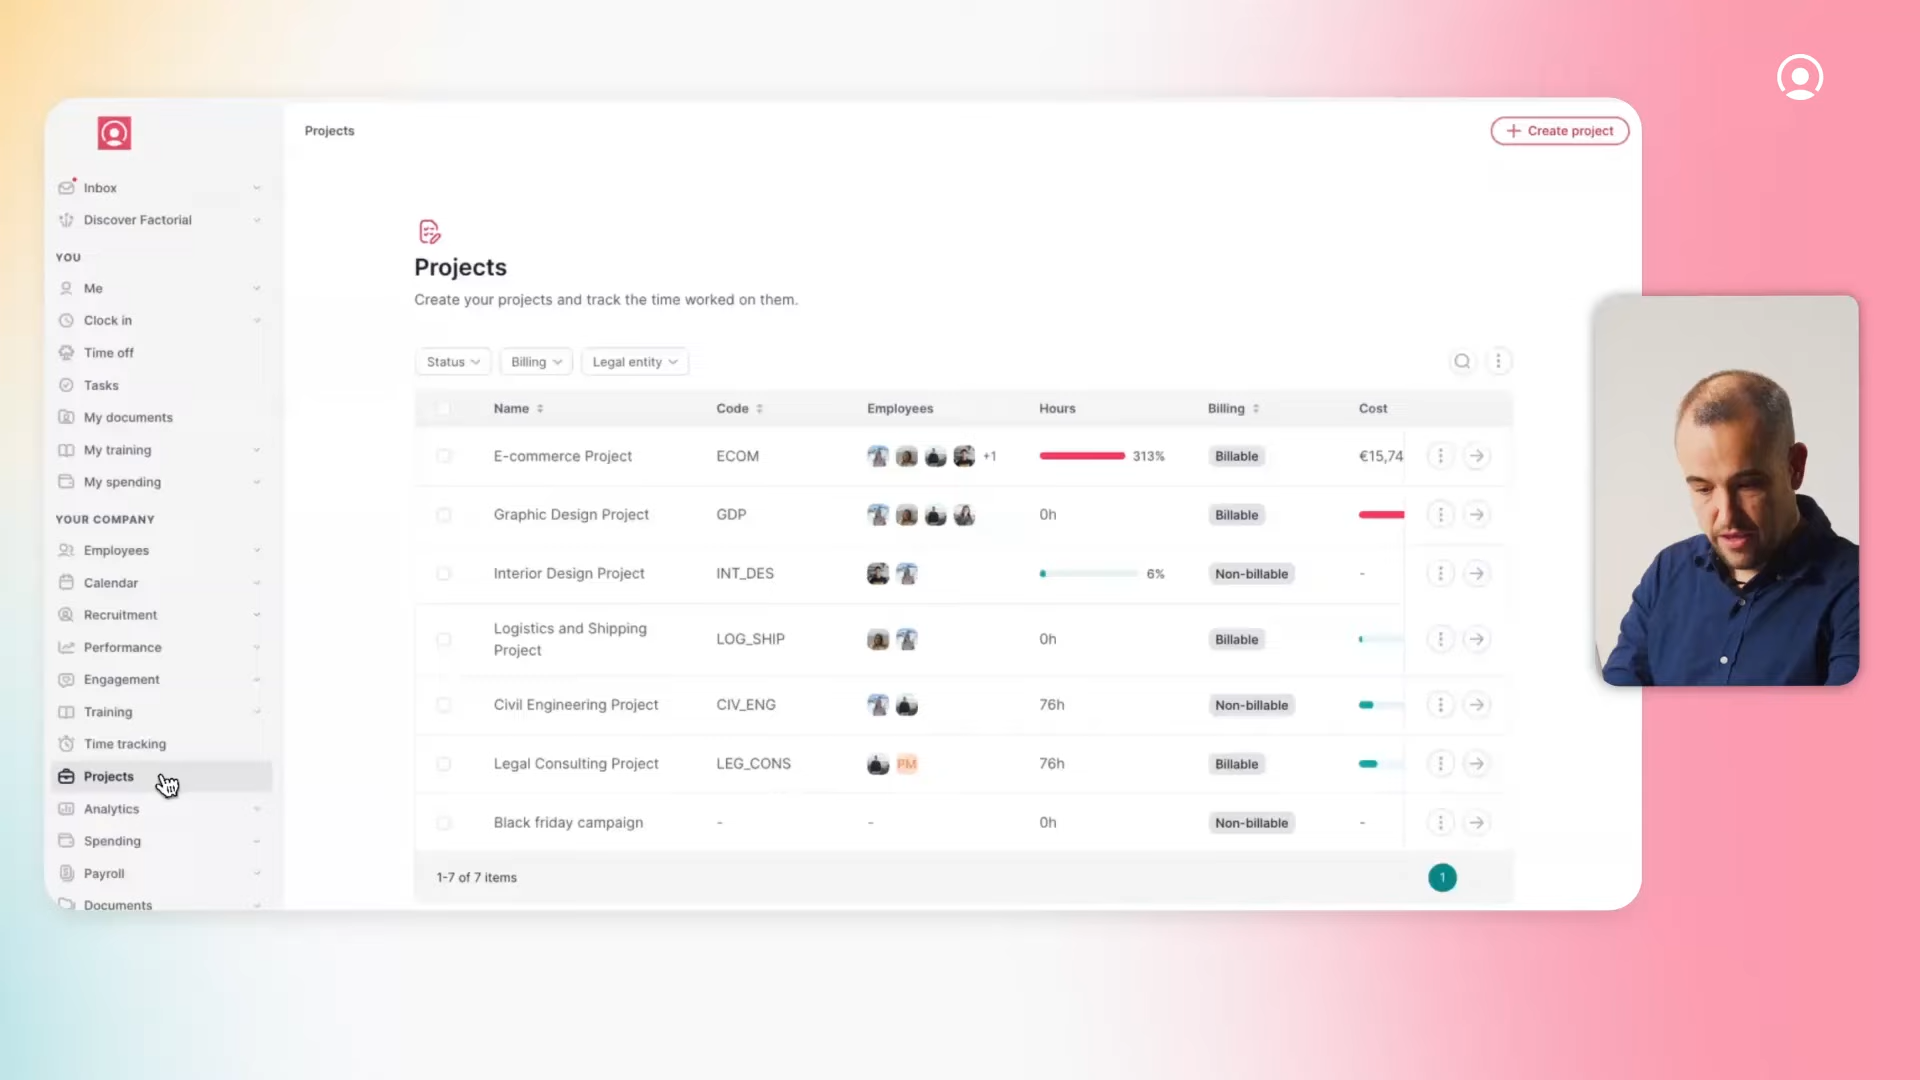 Projects
+ Create project
Inbox
Discover Factorial
YOU
Me
Clock in
Time off
Tasks
My documents
My training
My spending
YOUR COMPANY
Employees
Calendar
Recruitment
Performance
Engagement
Training
Time tracking
Projects
Analytics
Spending
Payroll
Documents
Projects
Create your projects and track the time worked on them.
Status Billing Legal entity
Name Code Employees Hours Billing Cost
E-commerce Project ECOM +1 313% Billable €15,74
Graphic Design Project GDP 0h Billable
Interior Design Project INT_DES 6% Non-billable -
Logistics and Shipping
Project LOG_SHIP 0h Billable
Civil Engineering Project CIV_ENG 76h Non-billable
Legal Consulting Project LEG_CONS PM 76h Billable
Black friday campaign - - 0h Non-billable -
1-7 of 7 items 1